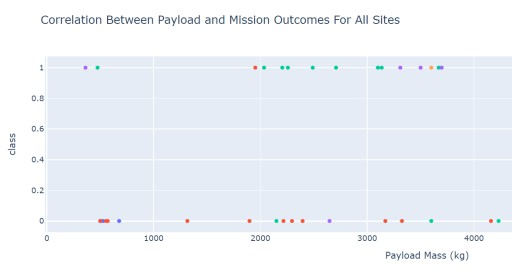 Correlation Between Payload and Mission Outcomes For All Sites
1
0.8
0.6
0.4
0.2
0
class
0 1000 2000 3000 4000
Payload Mass (kg)